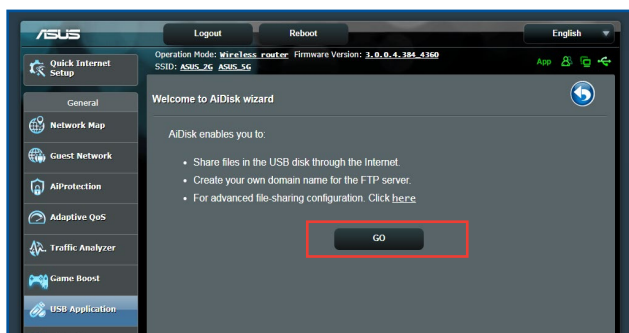 ASUS
Logout
Reboot
English
Quick Internet
Setup
Operation Mode: Wireless router Firmware Version: 3.0.0.4.384_4360
SSID: ASUS_2G ASUS_5G
App
General
Network Map
Guest Network
AiProtection
Adaptive QoS
Traffic Analyzer
Game Boost
USB Application
Welcome to AiDisk wizard
AiDisk enables you to:
• Share files in the USB disk through the Internet.
• Create your own domain name for the FTP server.
• For advanced file-sharing configuration. Click here
GO